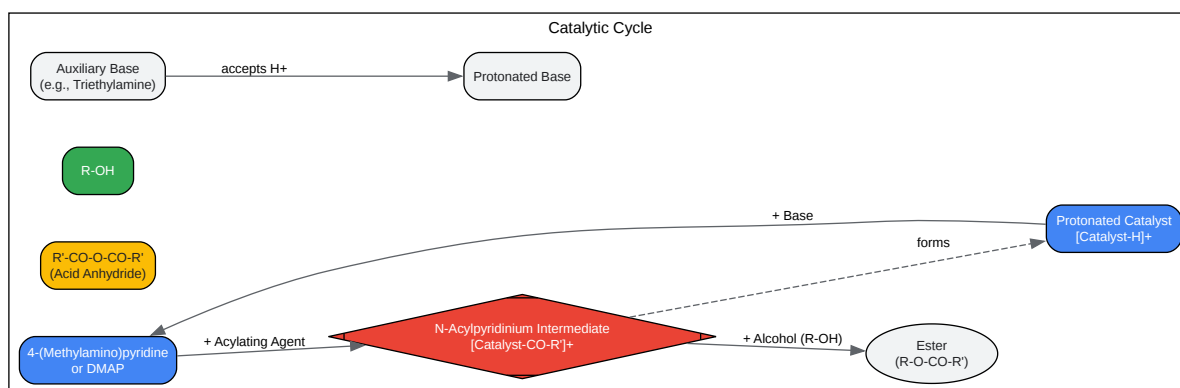 Catalytic Cycle
Auxiliary Base
(e.g., Triethylamine)
accepts H+
Protonated Base
R-OH
+ Base
Protonated Catalyst
[Catalyst-H]+
forms
R'-CO-O-CO-R'
(Acid Anhydride)
4-(Methylamino)pyridine
or DMAP
+ Acylating Agent
N-Acylpyridinium Intermediate
[Catalyst-CO-R']+
+ Alcohol (R-OH)
Ester
(R-O-CO-R')